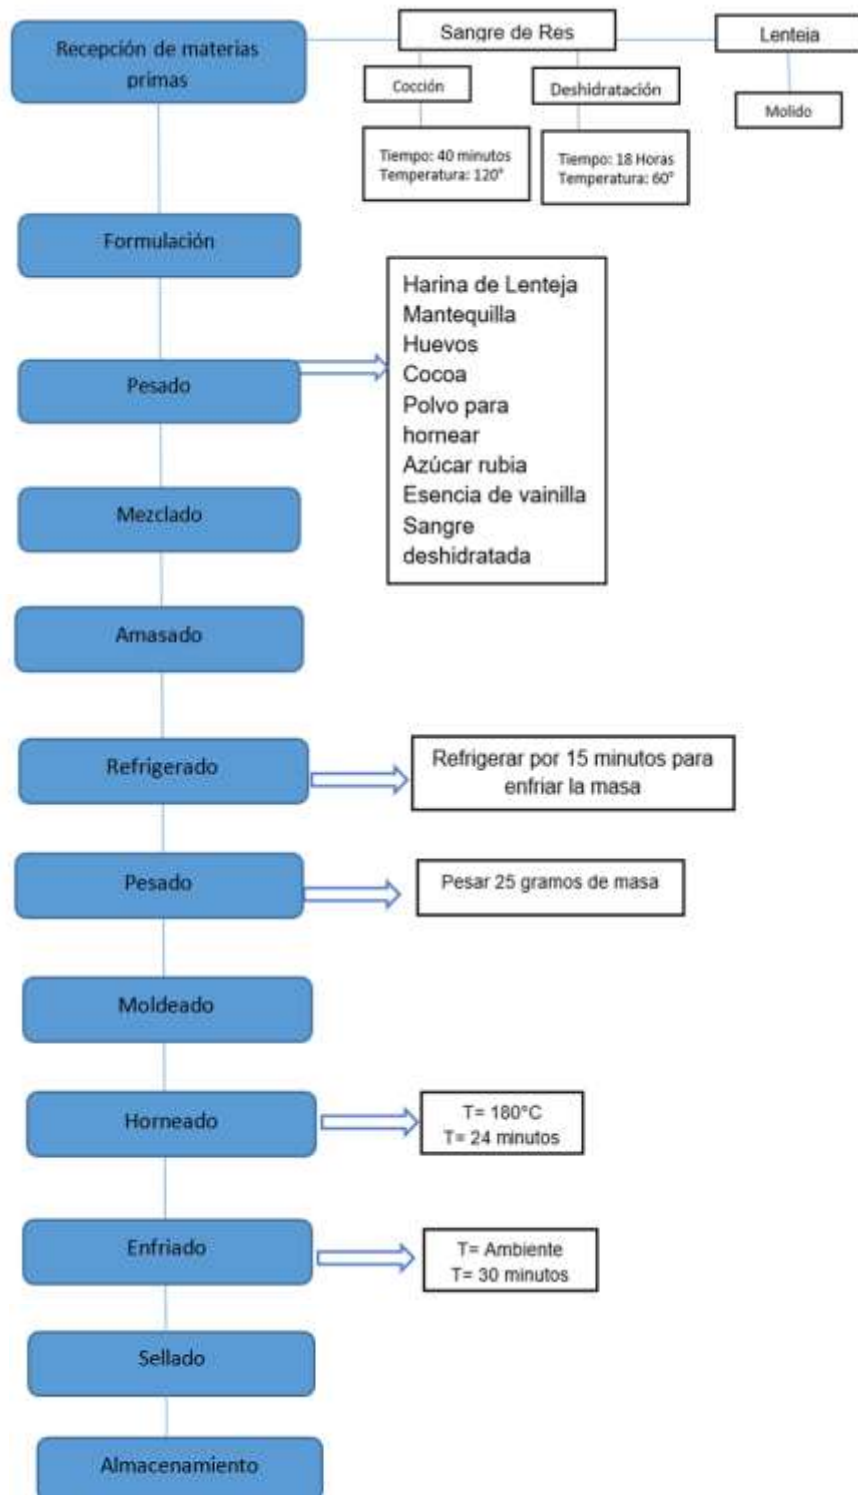 Recepción de materias
primas
Sangre de Res
Lenteja
Cocción
Deshidratación
Molido
Tiempo: 40 minutos
Temperatura: 120°
Tiempo: 18 Horas
Temperatura: 60°
Formulación
Pesado
Harina de Lenteja
Mantequilla
Huevos
Cocoa
Polvo para
hornear
Azúcar rubia
Esencia de vainilla
Sangre
deshidratada
Mezclado
Amasado
Refrigerado
Refrigerar por 15 minutos para
enfriar la masa
Pesado
Pesar 25 gramos de masa
Moldeado
Horneado
T= 180°C
T= 24 minutos
Enfriado
T= Ambiente
T= 30 minutos
Sellado
Almacenamiento